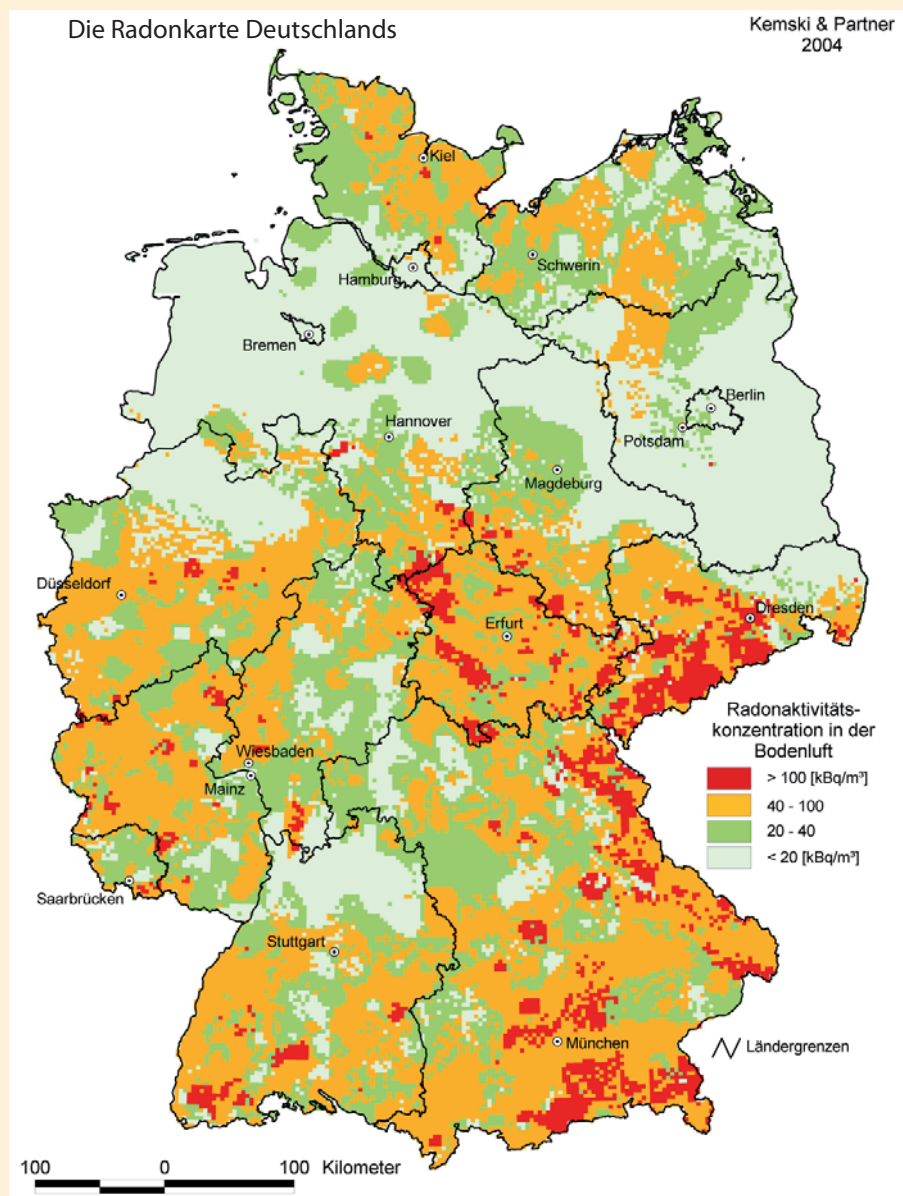 Die Radonkarte Deutschlands
Kemski & Partner
2004
Kiel
Schwerin
Hamburg
Bremen
Berlin
Hannover
Potsdam
Magdeburg
Düsseldorf
Dresden
Erfurt
Radonaktivitäts-
konzentration in der
Bodenluft
> 100 [kBq/m³]
40 - 100
20 - 40
< 20 [kBq/m³]
Wiesbaden
Mainz
Saarbrücken
Stuttgart
München
Ländergrenzen
100 0 100 Kilometer